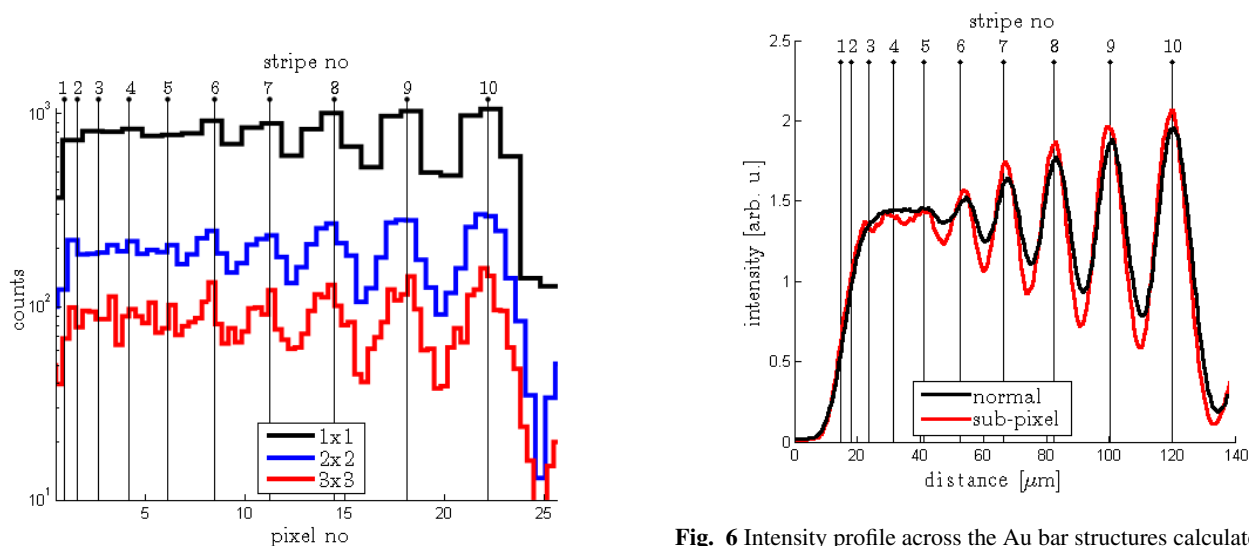 stripe no
1 2 3 4 5 6 7 8 9 10
10³
10²
10¹
counts
1x1
2x2
3x3
5 10 15 20 25
pixel no
stripe no
1 2 3 4 5 6 7 8 9 10
2.5
2
1.5
1
0.5
0
intensity [arb. u.]
normal
sub-pixel
0 20 40 60 80 100 120 140
distance [μm]
Fig. 6 Intensity profile across the Au bar structures calculate